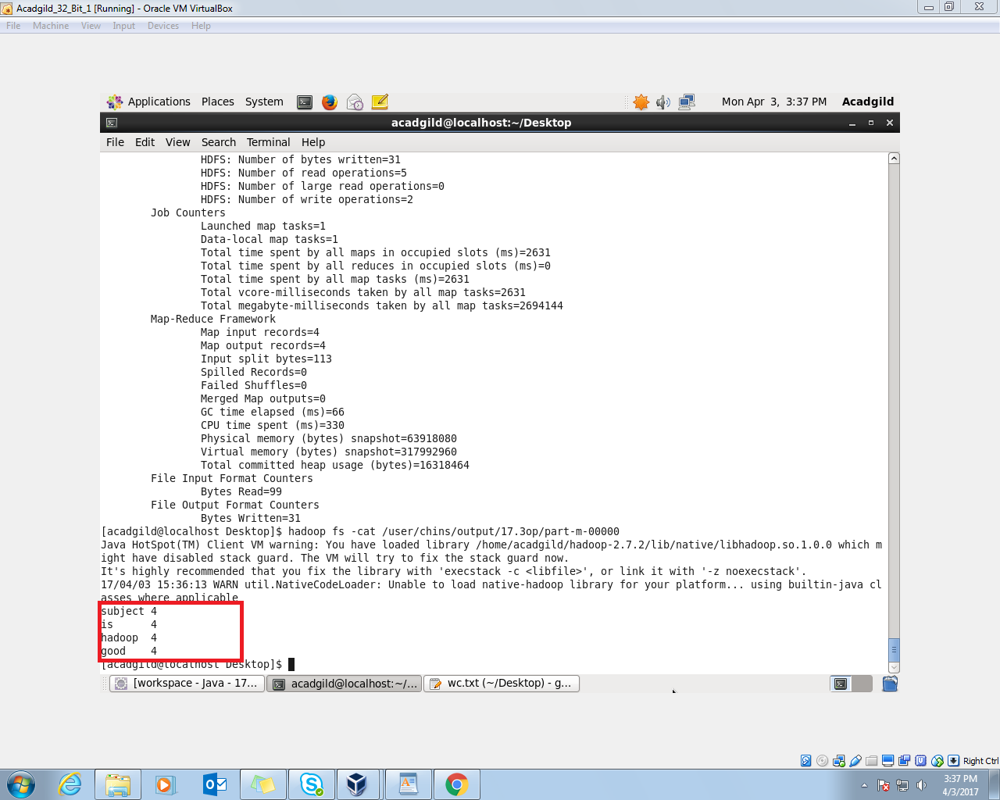 Acadgild_32_Bit_1 [Running] - Oracle VM VirtualBox
File Machine View Input Devices Help
Applications Places System Mon Apr 3, 3:37 PM Acadgild
acadgild@localhost:~/Desktop
File Edit View Search Terminal Help
HDFS: Number of bytes written=31
HDFS: Number of read operations=5
HDFS: Number of large read operations=0
HDFS: Number of write operations=2
Job Counters
Launched map tasks=1
Data-local map tasks=1
Total time spent by all maps in occupied slots (ms)=2631
Total time spent by all reduces in occupied slots (ms)=0
Total time spent by all map tasks (ms)=2631
Total vcore-milliseconds taken by all map tasks=2631
Total megabyte-milliseconds taken by all map tasks=2694144
Map-Reduce Framework
Map input records=4
Map output records=4
Input split bytes=113
Spilled Records=0
Failed Shuffles=0
Merged Map outputs=0
GC time elapsed (ms)=66
CPU time spent (ms)=330
Physical memory (bytes) snapshot=63918080
Virtual memory (bytes) snapshot=317992960
Total committed heap usage (bytes)=16318464
File Input Format Counters
Bytes Read=99
File Output Format Counters
Bytes Written=31
[acadgild@localhost Desktop]$ hadoop fs -cat /user/chins/output/17.3op/part-m-00000
Java HotSpot(TM) Client VM warning: You have loaded library /home/acadgild/hadoop-2.7.2/lib/native/libhadoop.so.1.0.0 which m
ight have disabled stack guard. The VM will try to fix the stack guard now.
It's highly recommended that you fix the library with 'execstack -c <libfile>', or link it with '-z noexecstack'.
17/04/03 15:36:13 WARN util.NativeCodeLoader: Unable to load native-hadoop library for your platform... using builtin-java cl
asses where applicable
subject 4
is 4
hadoop 4
good 4
[acadgild@localhost Desktop]$
[workspace - Java - 17... acadgild@localhost:~/... wc.txt (~/Desktop) - g...
Right Ctrl
3:37 PM
4/3/2017